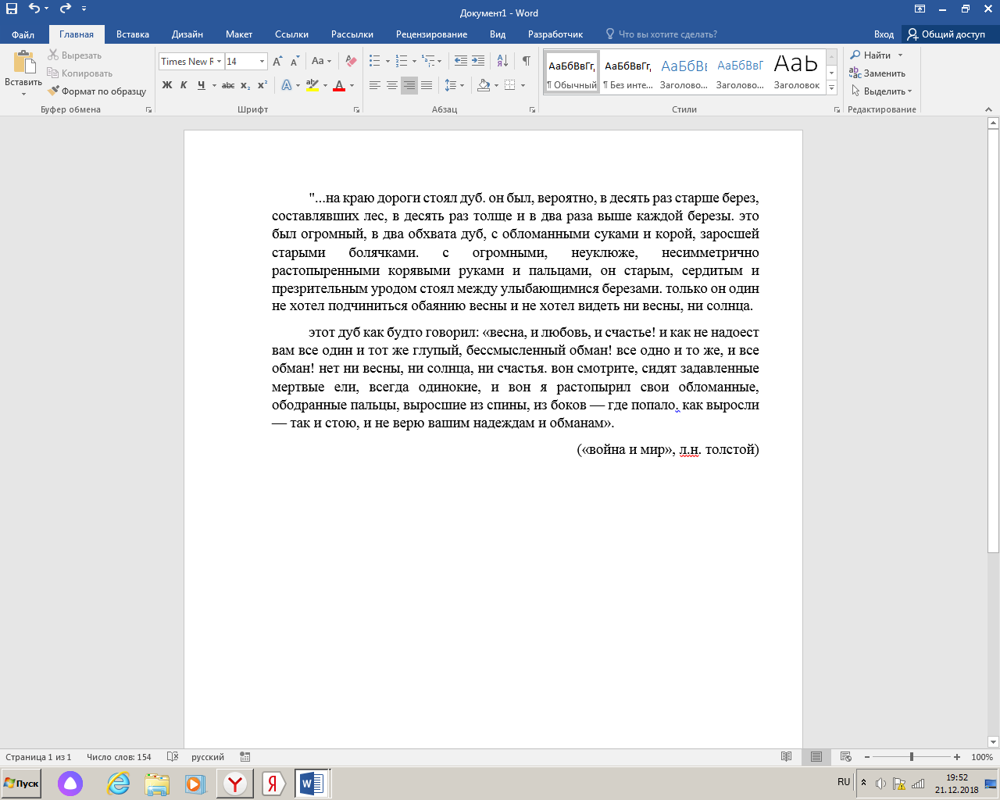 Документ1 - Word
Файл Главная Вставка Дизайн Макет Ссылки Рассылки Рецензирование Вид Разработчик Что вы хотите сделать? Вход Общий доступ
Вставить
Вырезать
Копировать
Формат по образцу
Буфер обмена
Times New R 14
Aa
Ж К Ч abc x₂ x²
Шрифт
Абзац
АаБбВвГг, АаБбВвГг, АаБбВв АаБбВвГ АаБ
¶ Обычный ¶ Без инте... Заголово... Заголово... Заголовок
Стили
Найти
Заменить
Выделить
Редактирование
"...на краю дороги стоял дуб. он был, вероятно, в десять раз старше берез,
составлявших лес, в десять раз толще и в два раза выше каждой березы. это
был огромный, в два обхвата дуб, с обломанными суками и корой, заросшей
старыми болячками. с огромными, неуклюже, несимметрично
растопыренными корявыми руками и пальцами, он старым, сердитым и
презрительным уродом стоял между улыбающимися березами. только он один
не хотел подчиниться обаянию весны и не хотел видеть ни весны, ни солнца.
этот дуб как будто говорил: «весна, и любовь, и счастье! и как не надоест
вам все один и тот же глупый, бессмысленный обман! все одно и то же, и все
обман! нет ни весны, ни солнца, ни счастья. вон смотрите, сидят задавленные
мертвые ели, всегда одинокие, и вон я растопырил свои обломанные,
ободранные пальцы, выросшие из спины, из боков — где попало. как выросли
— так и стою, и не верю вашим надеждам и обманам».
(«война и мир», л.н. толстой)
Страница 1 из 1 Число слов: 154 русский 100%
Пуск
RU
19:52
21.12.2018